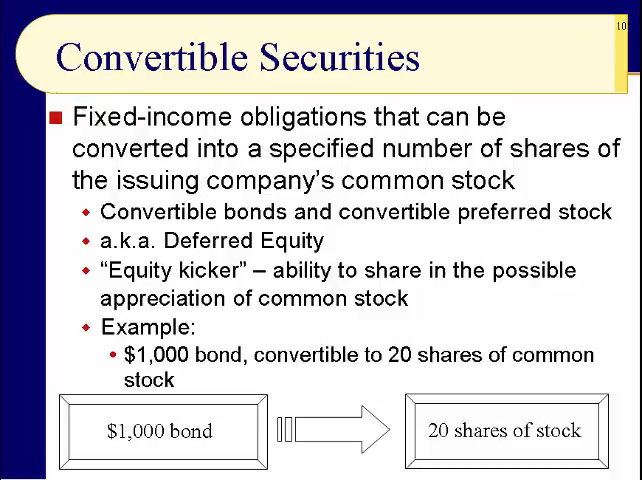 10
Convertible Securities
Fixed-income obligations that can be
converted into a specified number of shares of
the issuing company's common stock
Convertible bonds and convertible preferred stock
a.k.a. Deferred Equity
“Equity kicker” – ability to share in the possible
appreciation of common stock
Example:
$1,000 bond, convertible to 20 shares of common
stock
$1,000 bond
20 shares of stock